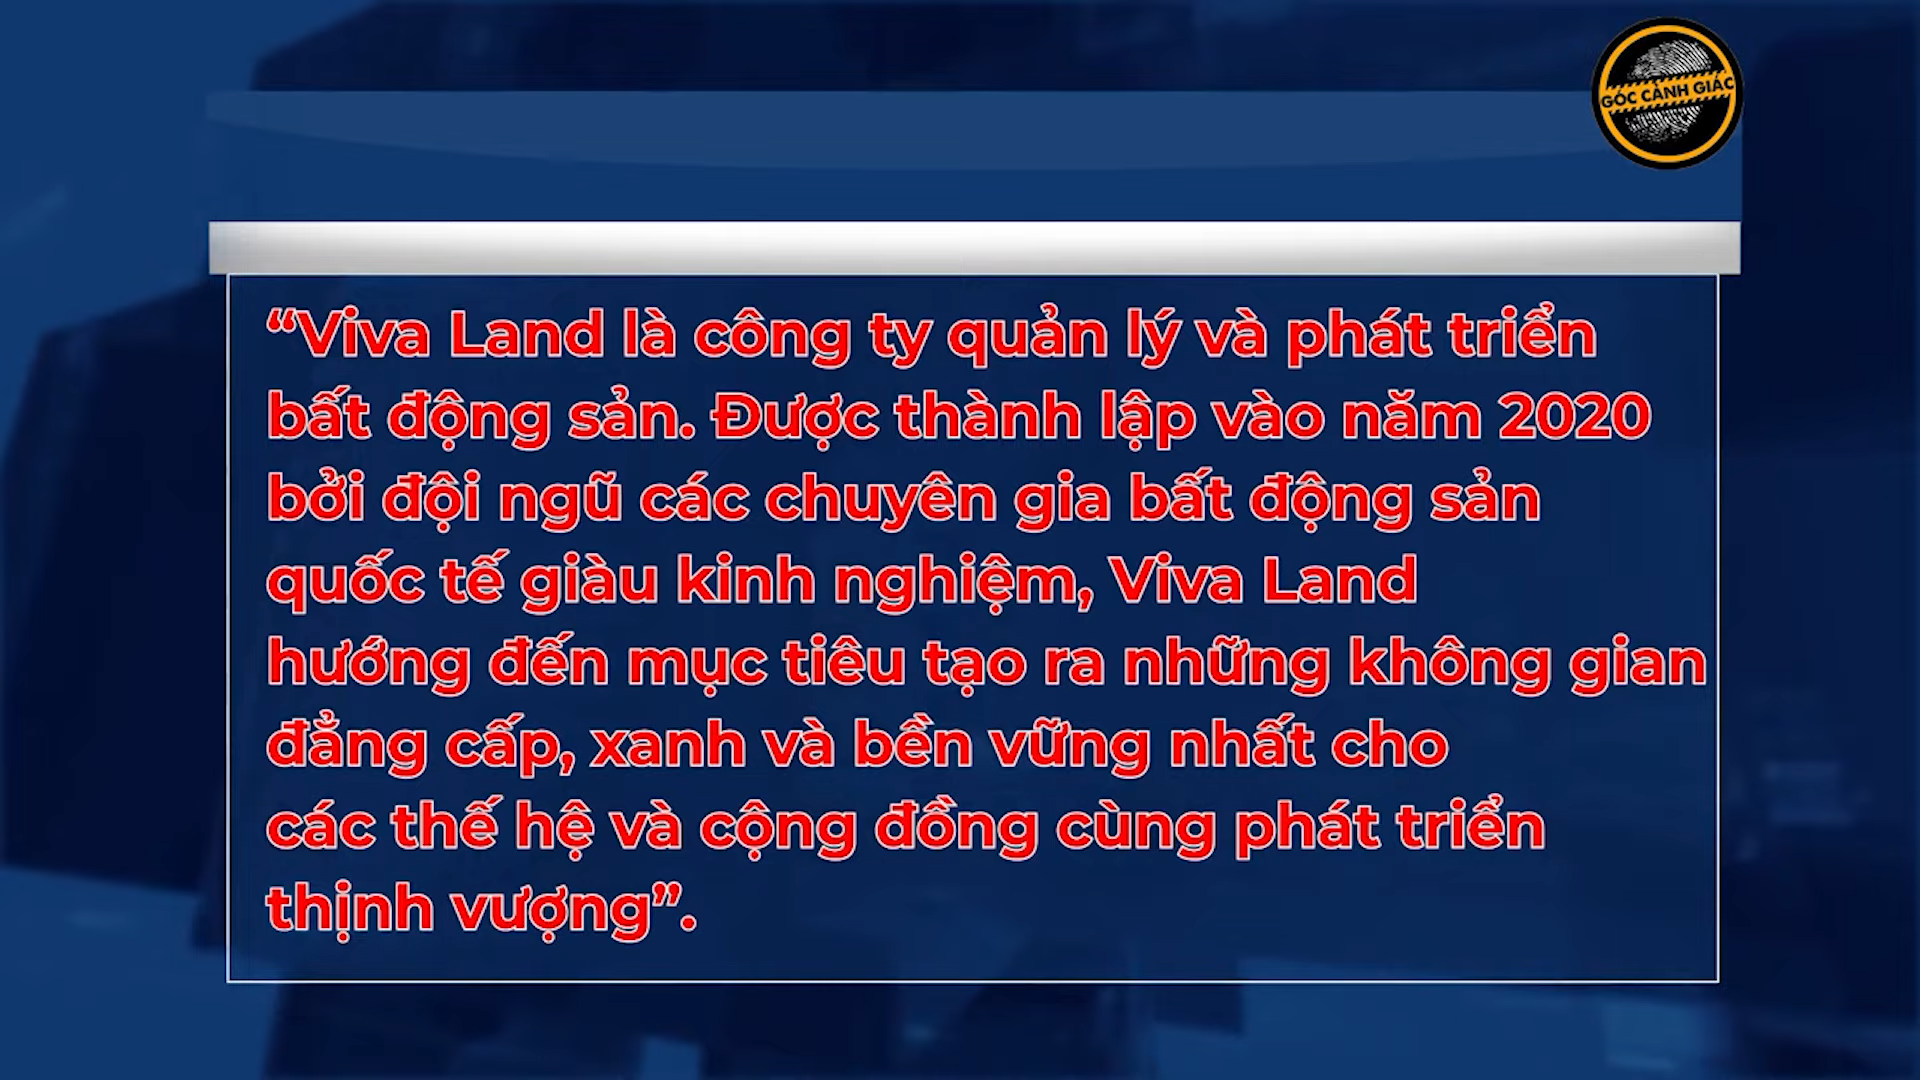 GÓC CẢNH GIÁC
“Viva Land là công ty quản lý và phát triển
bất động sản. Được thành lập vào năm 2020
bởi đội ngũ các chuyên gia bất động sản
quốc tế giàu kinh nghiệm, Viva Land
hướng đến mục tiêu tạo ra những không gian
đẳng cấp, xanh và bền vững nhất cho
các thế hệ và cộng đồng cùng phát triển
thịnh vượng”.